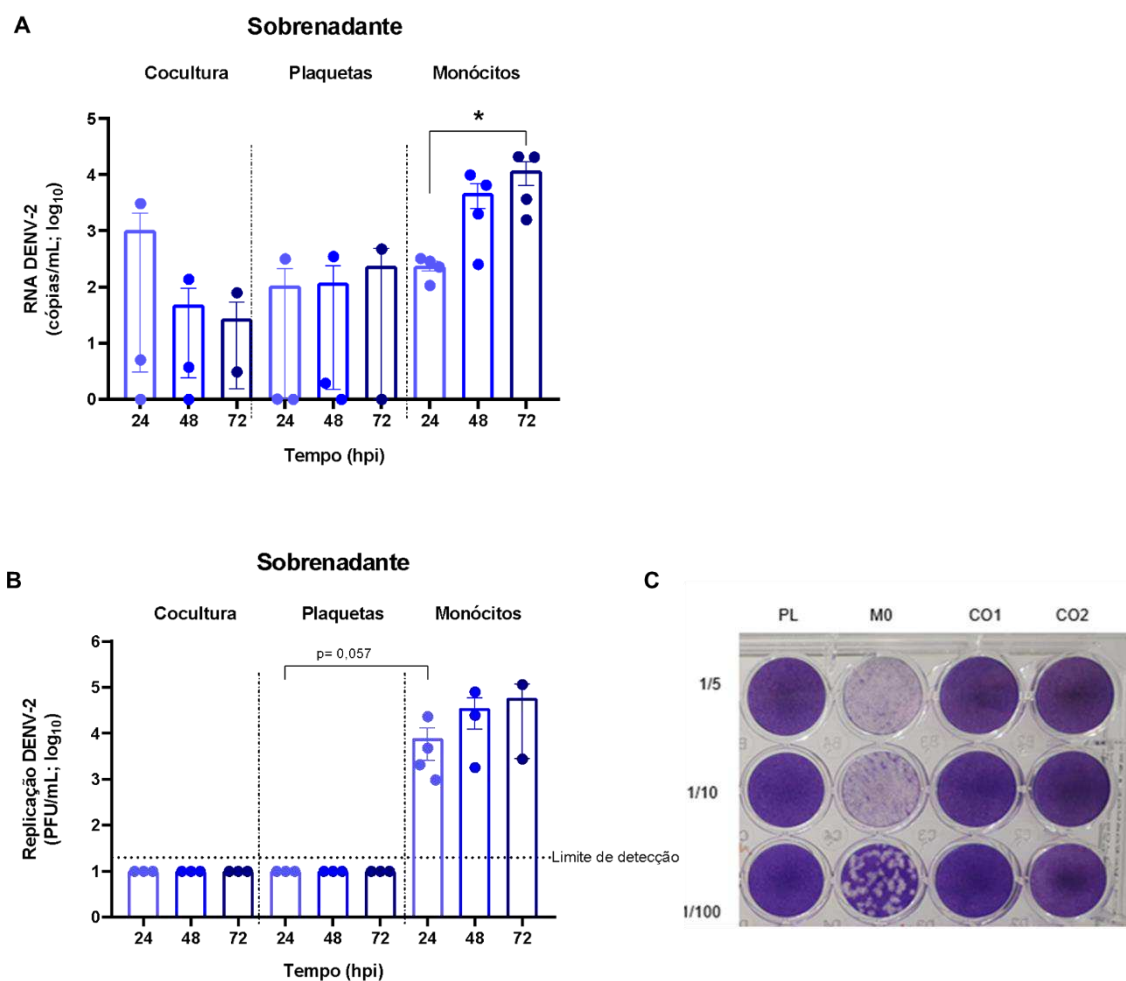 A
Sobrenadante
Cocultura Plaquetas Monócitos
RNA DENV-2
(cópias/mL; log10)
5
4
3
2
1
0
*
24 48 72 24 48 72 24 48 72
Tempo (hpi)
B
Sobrenadante
Cocultura Plaquetas Monócitos
Replicação DENV-2
(PFU/mL; log10)
6
5
4
3
2
1
0
p= 0,057
Limite de detecção
24 48 72 24 48 72 24 48 72
Tempo (hpi)
C
PL M0 CO1 CO2
1/5
1/10
1/100